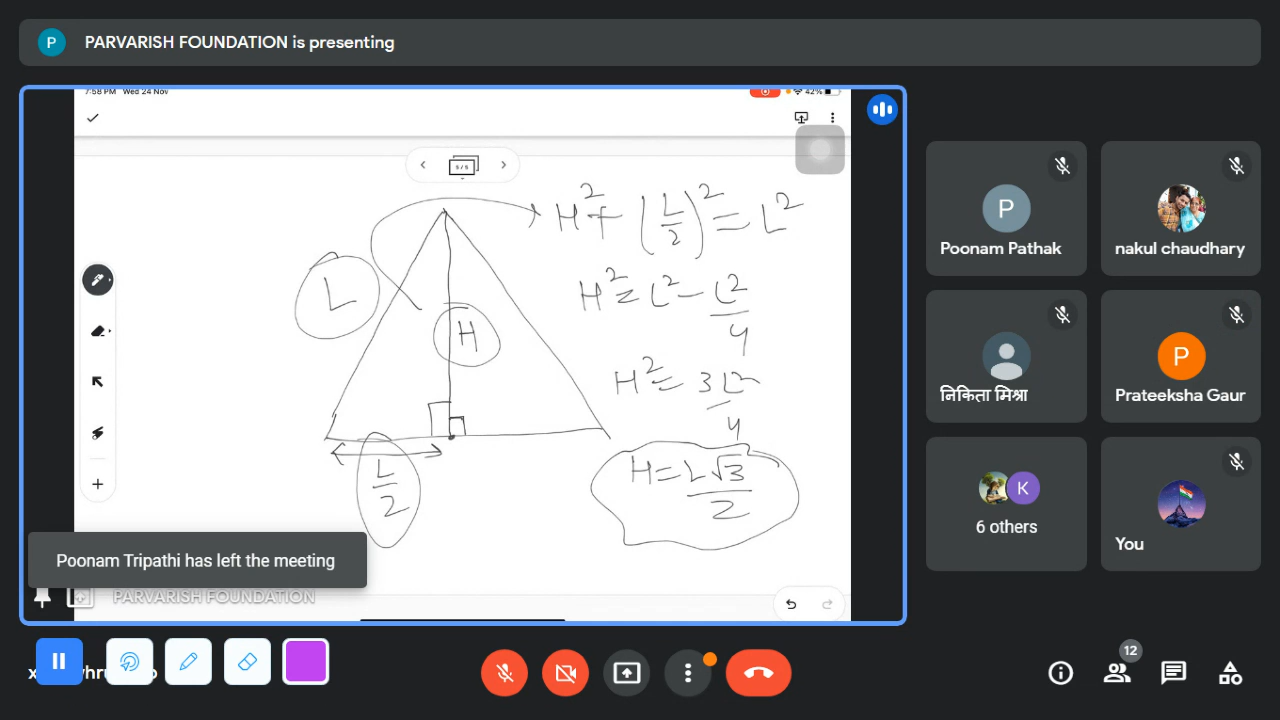 P PARVARISH FOUNDATION is presenting
7:58 PM Wed 24 Nov
42%
5/5
H² + (L/2)² = L²
L
H² = L² - L²/4
H
H² = 3L²/4
H = L√3/2
L/2
P
Poonam Pathak
nakul chaudhary
निकिता मिश्रा
P
Prateeksha Gaur
K
6 others
You
Poonam Tripathi has left the meeting
PARVARISH FOUNDATION
12